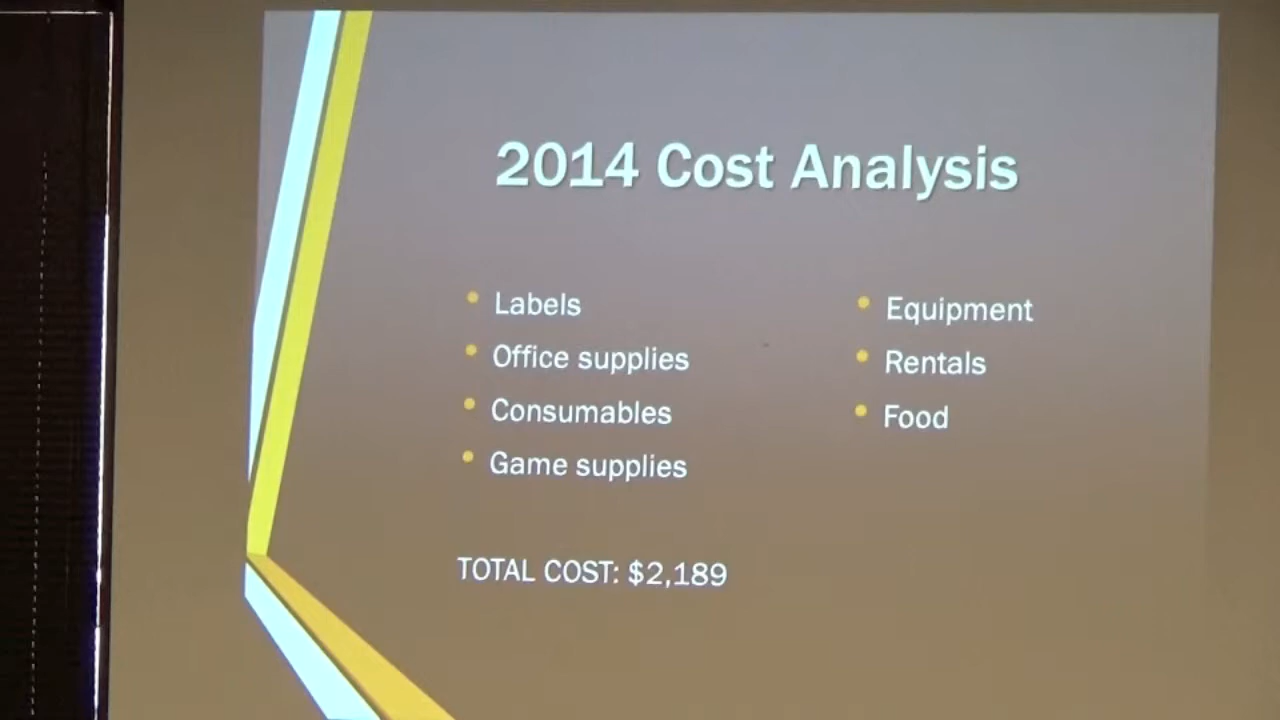 2014 Cost Analysis
Labels
Office supplies
Consumables
Game supplies
Equipment
Rentals
Food
TOTAL COST: $2,189